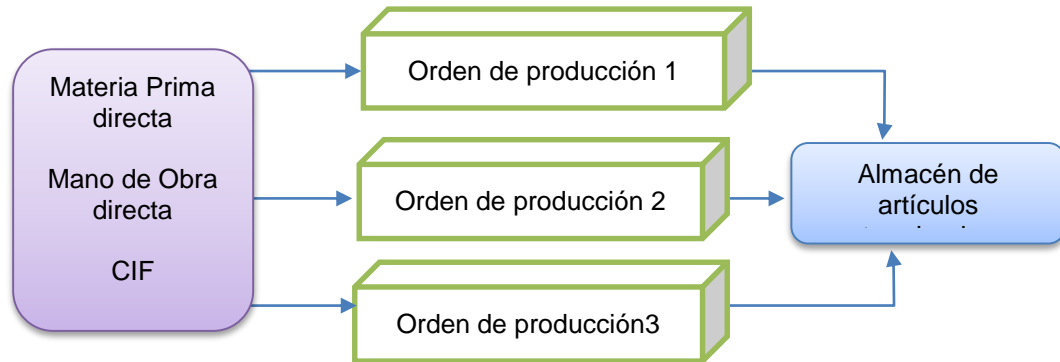 Materia Prima
directa
Mano de Obra
directa
CIF
Orden de producción 1
Orden de producción 2
Orden de producción3
Almacén de
artículos